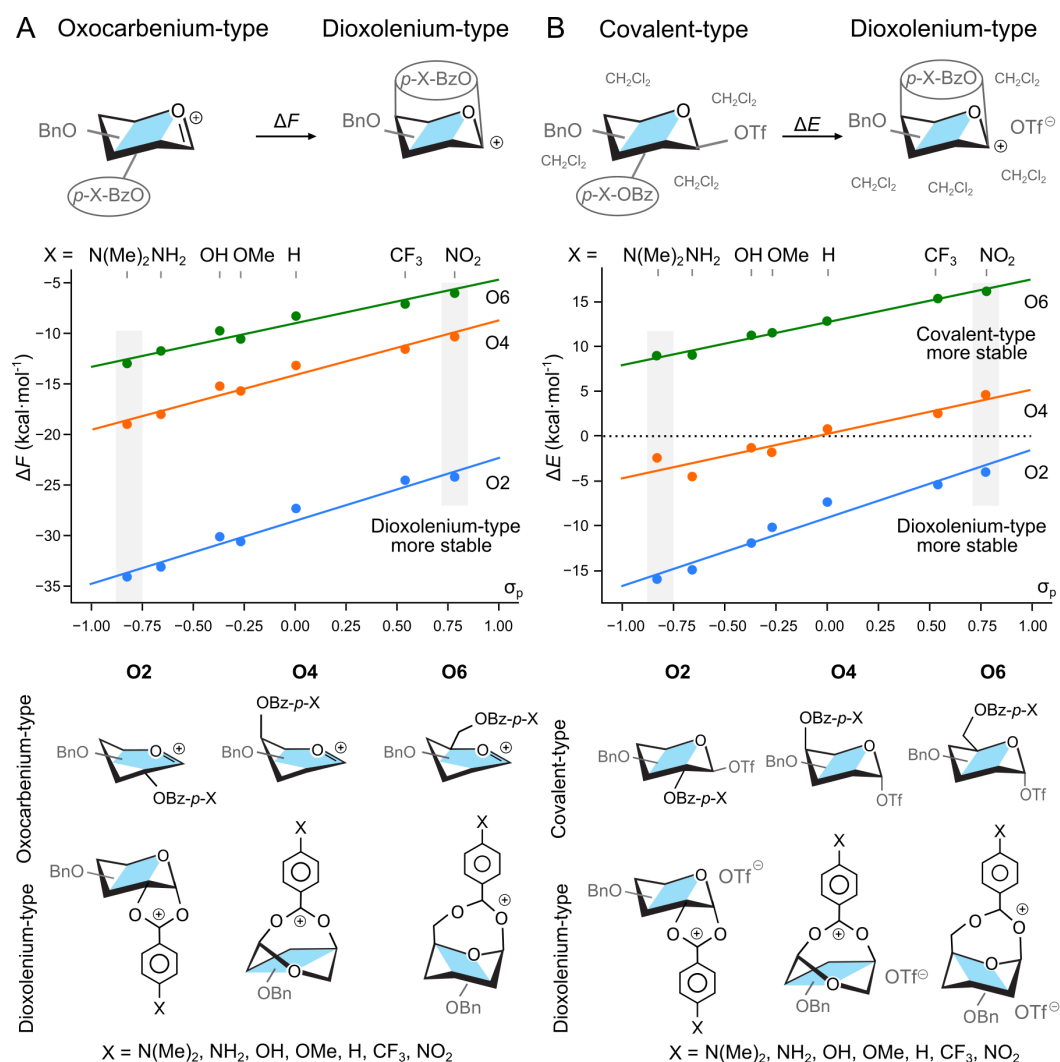 A Oxocarbenium-type Dioxolenium-type
BnO O ⊕ p-X-BzO ΔF BnO p-X-BzO O ⊕
X = N(Me)₂ NH₂ OH OMe H CF₃ NO₂
−5
−10
−15
−20
−25
−30
−35
ΔF (kcal·mol⁻¹)
O6
O4
O2
Dioxolenium-type
more stable
σₚ
−1.00 −0.75 −0.50 −0.25 0.00 0.25 0.50 0.75 1.00
O2 O4 O6
Oxocarbenium-type
BnO O ⊕ OBz-p-X
OBz-p-X BnO O ⊕
OBz-p-X BnO O ⊕
Dioxolenium-type
BnO O O O ⊕ X
X O O ⊕ O OBn
X O O ⊕ O OBn
X = N(Me)₂, NH₂, OH, OMe, H, CF₃, NO₂
B Covalent-type Dioxolenium-type
CH₂Cl₂ CH₂Cl₂ BnO O OTf CH₂Cl₂ p-X-OBz CH₂Cl₂
ΔE
p-X-BzO CH₂Cl₂ BnO O OTf⊖ ⊕ CH₂Cl₂ CH₂Cl₂ CH₂Cl₂
X = N(Me)₂ NH₂ OH OMe H CF₃ NO₂
15
10
5
0
−5
−10
−15
ΔE (kcal·mol⁻¹)
O6
Covalent-type
more stable
O4
O2
Dioxolenium-type
more stable
σₚ
−1.00 −0.75 −0.50 −0.25 0.00 0.25 0.50 0.75 1.00
O2 O4 O6
Covalent-type
BnO O OTf OBz-p-X
OBz-p-X BnO O OTf
OBz-p-X BnO O OTf
Dioxolenium-type
BnO O OTf⊖ O O ⊕ X
X O O ⊕ O OTf⊖ OBn
X O O ⊕ O OBn OTf⊖
X = N(Me)₂, NH₂, OH, OMe, H, CF₃, NO₂